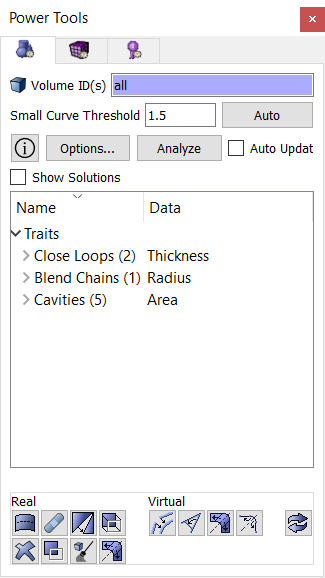 Power Tools
Volume ID(s) all
Small Curve Threshold 1.5 Auto
Options... Analyze Auto Updat
Show Solutions
Name Data
Traits
Close Loops (2) Thickness
Blend Chains (1) Radius
Cavities (5) Area
Real Virtual